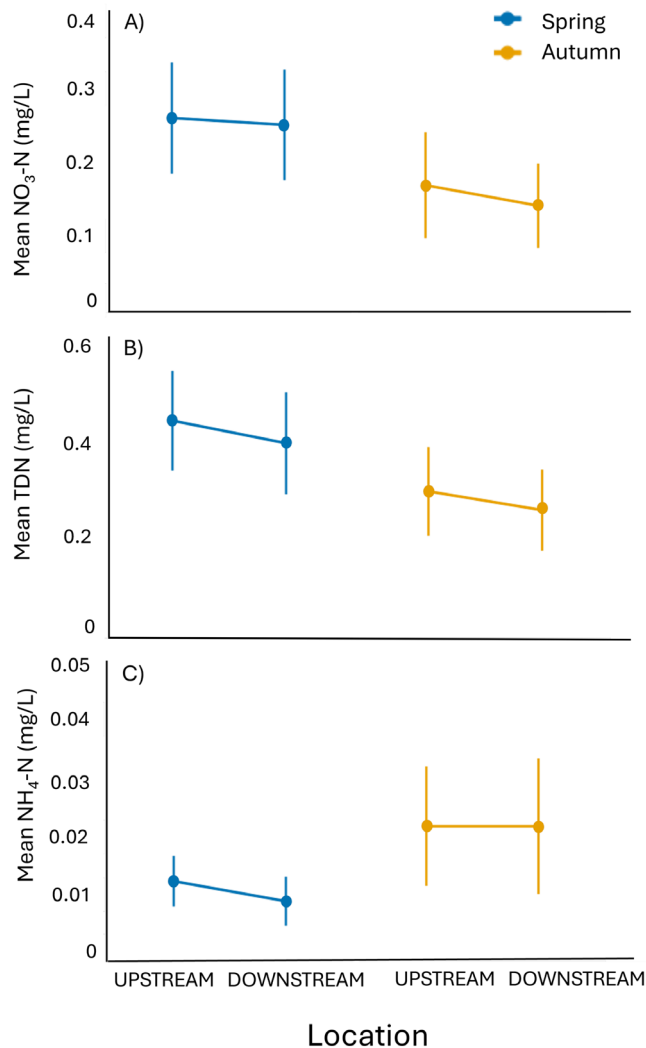 A)
Spring
Autumn
Mean NO₃-N (mg/L)
0.4
0.3
0.2
0.1
0
B)
Mean TDN (mg/L)
0.6
0.4
0.2
0
C)
Mean NH₄-N (mg/L)
0.05
0.04
0.03
0.02
0.01
0
UPSTREAM DOWNSTREAM UPSTREAM DOWNSTREAM
Location